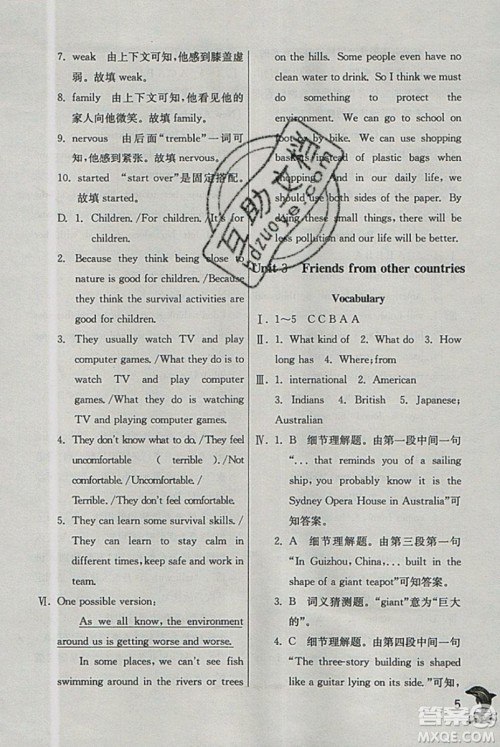 7. weak 由上下文可知，他感到膝盖虚
弱。故填 weak。
8. family 由上下文可知，他看见他的
家人向他微笑。故填 family。
9. nervous 由后面“tremble”一词可
知，他感到紧张。故填 nervous。
10. started “start over”是固定搭配。
故填 started。
D. 1. Children. /For children. /It's for
children.
2. Because they think being close to
nature is good for children. /
Because they think the survival
activities are good for children.
3. They usually watch TV and play
computer games. /What they do is
watch TV and play computer
games. /Watching TV and playing
computer games.
4. They don't know what to do and feel
uncomfortable ( terrible ). /They
feel uncomfortable. /Uncomfortable. /
Terrible. /They feel terrible.
5. They can learn some survival skills. /
They can learn to stay calm in
different times, keep safe and work in
a team.
Ⅵ. One possible version:
As we all know, the environment
around us is getting worse and worse.
In some places, we can't see fish
swimming around in the rivers or trees
on the hills. Some people even have no
clean water to drink. So I think we must
do something to protect the
environment. We can go to school on
foot or by bike. We can use shopping
baskets instead of plastic bags when
shopping and we can
use both sides of the paper. By
doing these small things, there will be
less pollution and our life will be better.
Unit 3 Friends from other countries
Vocabulary
Ⅰ. 1~5 CCBAA
Ⅱ. 1. What kind of 2. What do 3. How
long has 4. Where; from
Ⅲ. 1. international 2. American
3. Indians 4. British 5. Japanese;
Australian
Ⅳ. 1. B 细节理解题。由第一段中间一句
“... that reminds you of a sailing
ship, you probably know it is the
Sydney Opera House in Australia”可
知答案。
2. A 细节理解题。由第三段第一句
“In Guizhou, China, ... built in the
shape of a giant teapot”可知答案。
3. B 词义猜测题。“giant”意为“巨大
的”。
4. C 细节理解题。由第四段中间一句
“The three-story building is shaped
like a guitar lying on its side.”可知，
5
互助文档
hdzuoye.com
答案圈
MXQE.COM